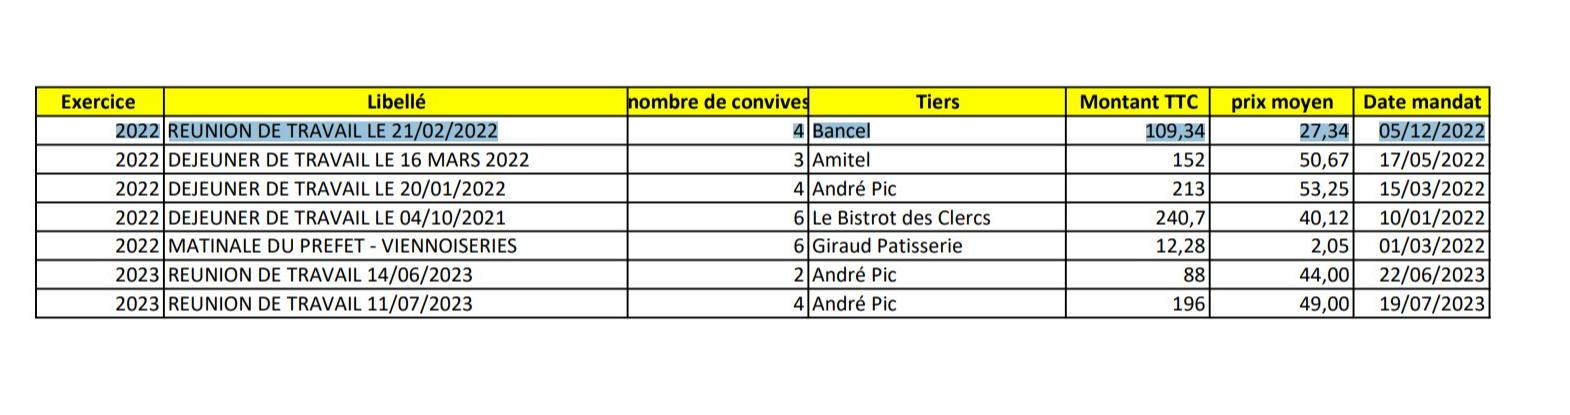 Exercice Libellé nombre de convives Tiers Montant TTC prix moyen Date mandat
2022 REUNION DE TRAVAIL LE 21/02/2022 4 Bancel 109,34 27,34 05/12/2022
2022 DEJEUNER DE TRAVAIL LE 16 MARS 2022 3 Amitel 152 50,67 17/05/2022
2022 DEJEUNER DE TRAVAIL LE 20/01/2022 4 André Pic 213 53,25 15/03/2022
2022 DEJEUNER DE TRAVAIL LE 04/10/2021 6 Le Bistrot des Clercs 240,7 40,12 10/01/2022
2022 MATINALE DU PREFET - VIENNOISERIES 6 Giraud Patisserie 12,28 2,05 01/03/2022
2023 REUNION DE TRAVAIL 14/06/2023 2 André Pic 88 44,00 22/06/2023
2023 REUNION DE TRAVAIL 11/07/2023 4 André Pic 196 49,00 19/07/2023